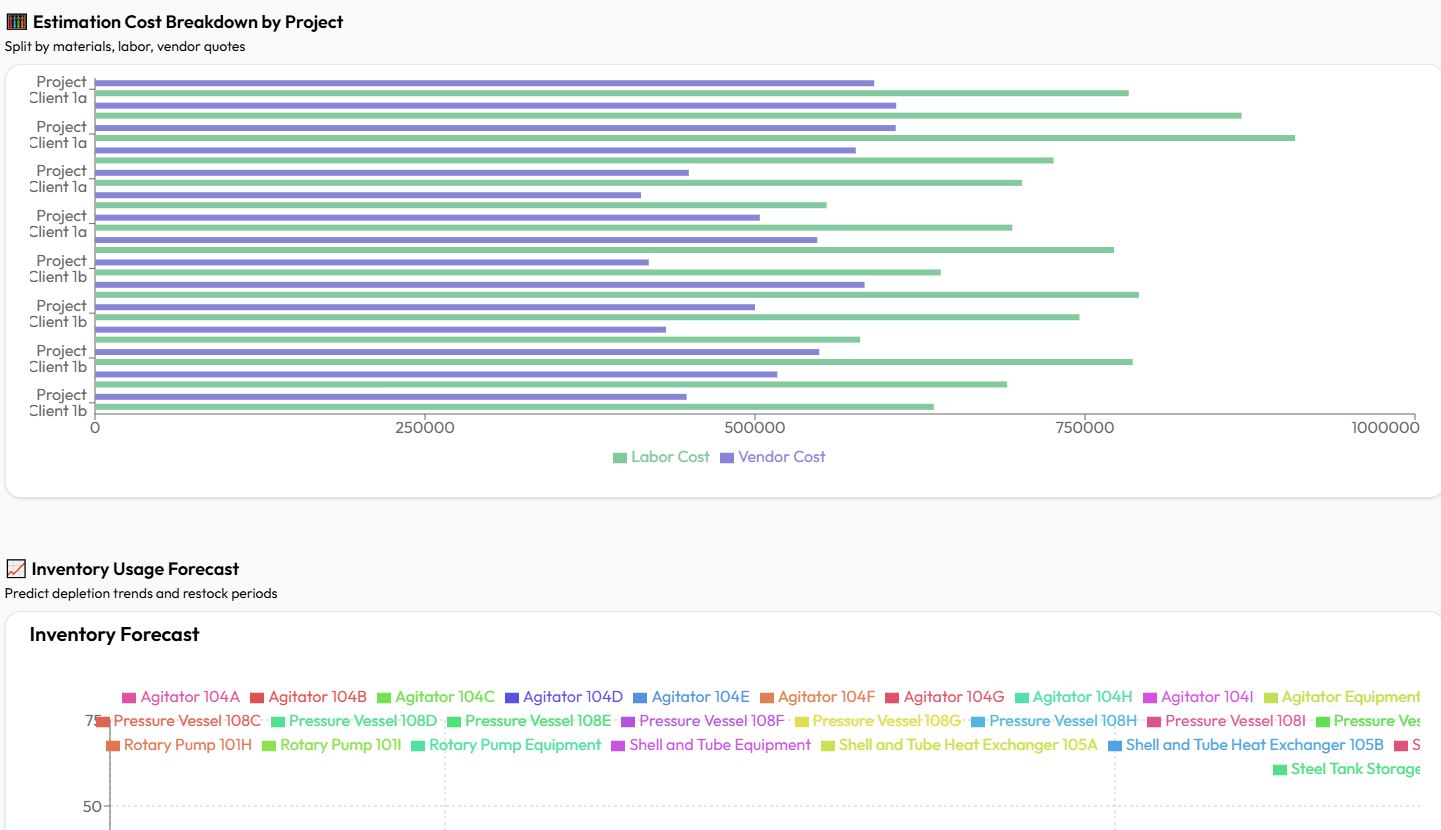 Estimation Cost Breakdown by Project
Split by materials, labor, vendor quotes
Project
Client 1a
Project
Client 1a
Project
Client 1a
Project
Client 1a
Project
Client 1b
Project
Client 1b
Project
Client 1b
Project
Client 1b
0 250000 500000 750000 1000000
Labor Cost Vendor Cost
Inventory Usage Forecast
Predict depletion trends and restock periods
Inventory Forecast
Agitator 104A Agitator 104B Agitator 104C Agitator 104D Agitator 104E Agitator 104F Agitator 104G Agitator 104H Agitator 104I Agitator Equipment
75 Pressure Vessel 108C Pressure Vessel 108D Pressure Vessel 108E Pressure Vessel 108F Pressure Vessel 108G Pressure Vessel 108H Pressure Vessel 108I Pressure Ves
Rotary Pump 101H Rotary Pump 101I Rotary Pump Equipment Shell and Tube Equipment Shell and Tube Heat Exchanger 105A Shell and Tube Heat Exchanger 105B S
Steel Tank Storage
50